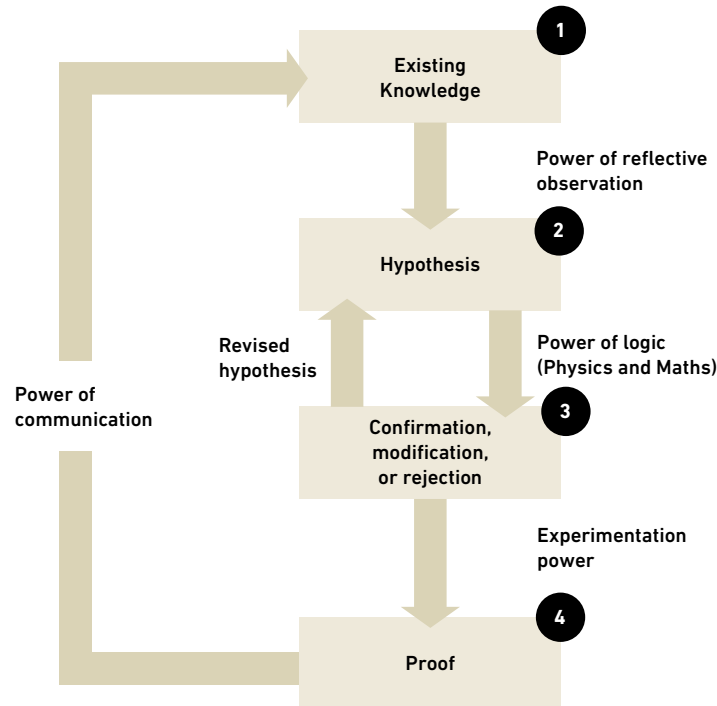 1
Existing
Knowledge
Power of reflective
observation
2
Hypothesis
Revised
hypothesis
Power of logic
(Physics and Maths)
Power of
communication
3
Confirmation,
modification,
or rejection
Experimentation
power
4
Proof